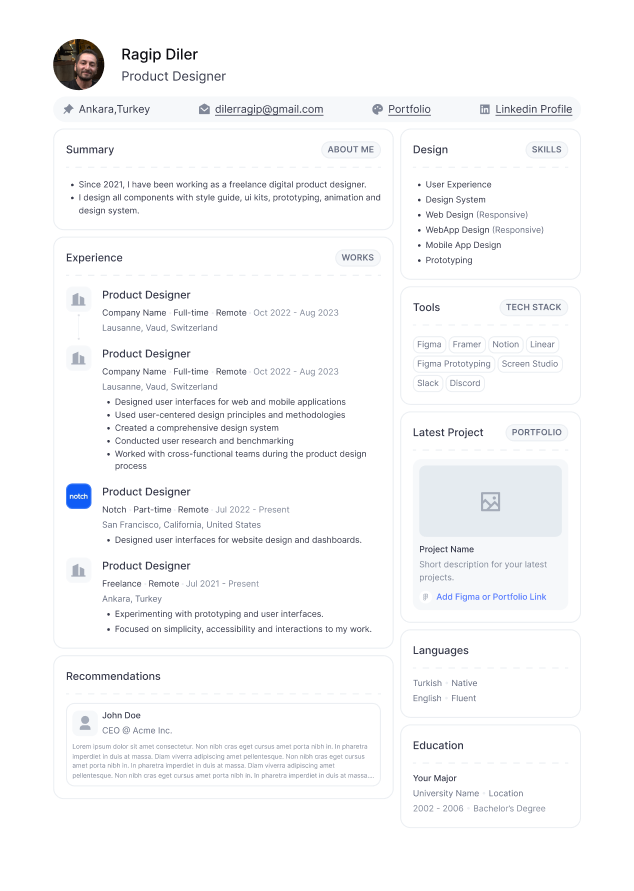 Ragip Diler
Product Designer
Ankara,Turkey
dilerragip@gmail.com
Portfolio
Linkedin Profile
Summary
ABOUT ME
Since 2021, I have been working as a freelance digital product designer.
I design all components with style guide, ui kits, prototyping, animation and
design system.
Experience
WORKS
Product Designer
Company Name · Full-time · Remote · Oct 2022 - Aug 2023
Lausanne, Vaud, Switzerland
Product Designer
Company Name · Full-time · Remote · Oct 2022 - Aug 2023
Lausanne, Vaud, Switzerland
Designed user interfaces for web and mobile applications
Used user-centered design principles and methodologies
Created a comprehensive design system
Conducted user research and benchmarking
Worked with cross-functional teams during the product design
process
notch
Product Designer
Notch · Part-time · Remote · Jul 2022 - Present
San Francisco, California, United States
Designed user interfaces for website design and dashboards.
Product Designer
Freelance · Remote · Jul 2021 - Present
Ankara, Turkey
Experimenting with prototyping and user interfaces.
Focused on simplicity, accessibility and interactions to my work.
Recommendations
John Doe
CEO @ Acme Inc.
Lorem ipsum dolor sit amet consectetur. Non nibh cras eget cursus amet porta nibh in. In pharetra
imperdiet in duis at massa. Diam viverra adipiscing amet pellentesque. Non nibh cras eget cursus
amet porta nibh in. In pharetra imperdiet in duis at massa. Diam viverra adipiscing amet
pellentesque. Non nibh cras eget cursus amet porta nibh in. In pharetra imperdiet in duis at massa....
Design
SKILLS
User Experience
Design System
Web Design (Responsive)
WebApp Design (Responsive)
Mobile App Design
Prototyping
Tools
TECH STACK
Figma Framer Notion Linear
Figma Prototyping Screen Studio
Slack Discord
Latest Project
PORTFOLIO
Project Name
Short description for your latest
projects.
Add Figma or Portfolio Link
Languages
Turkish · Native
English · Fluent
Education
Your Major
University Name · Location
2002 - 2006 · Bachelor's Degree